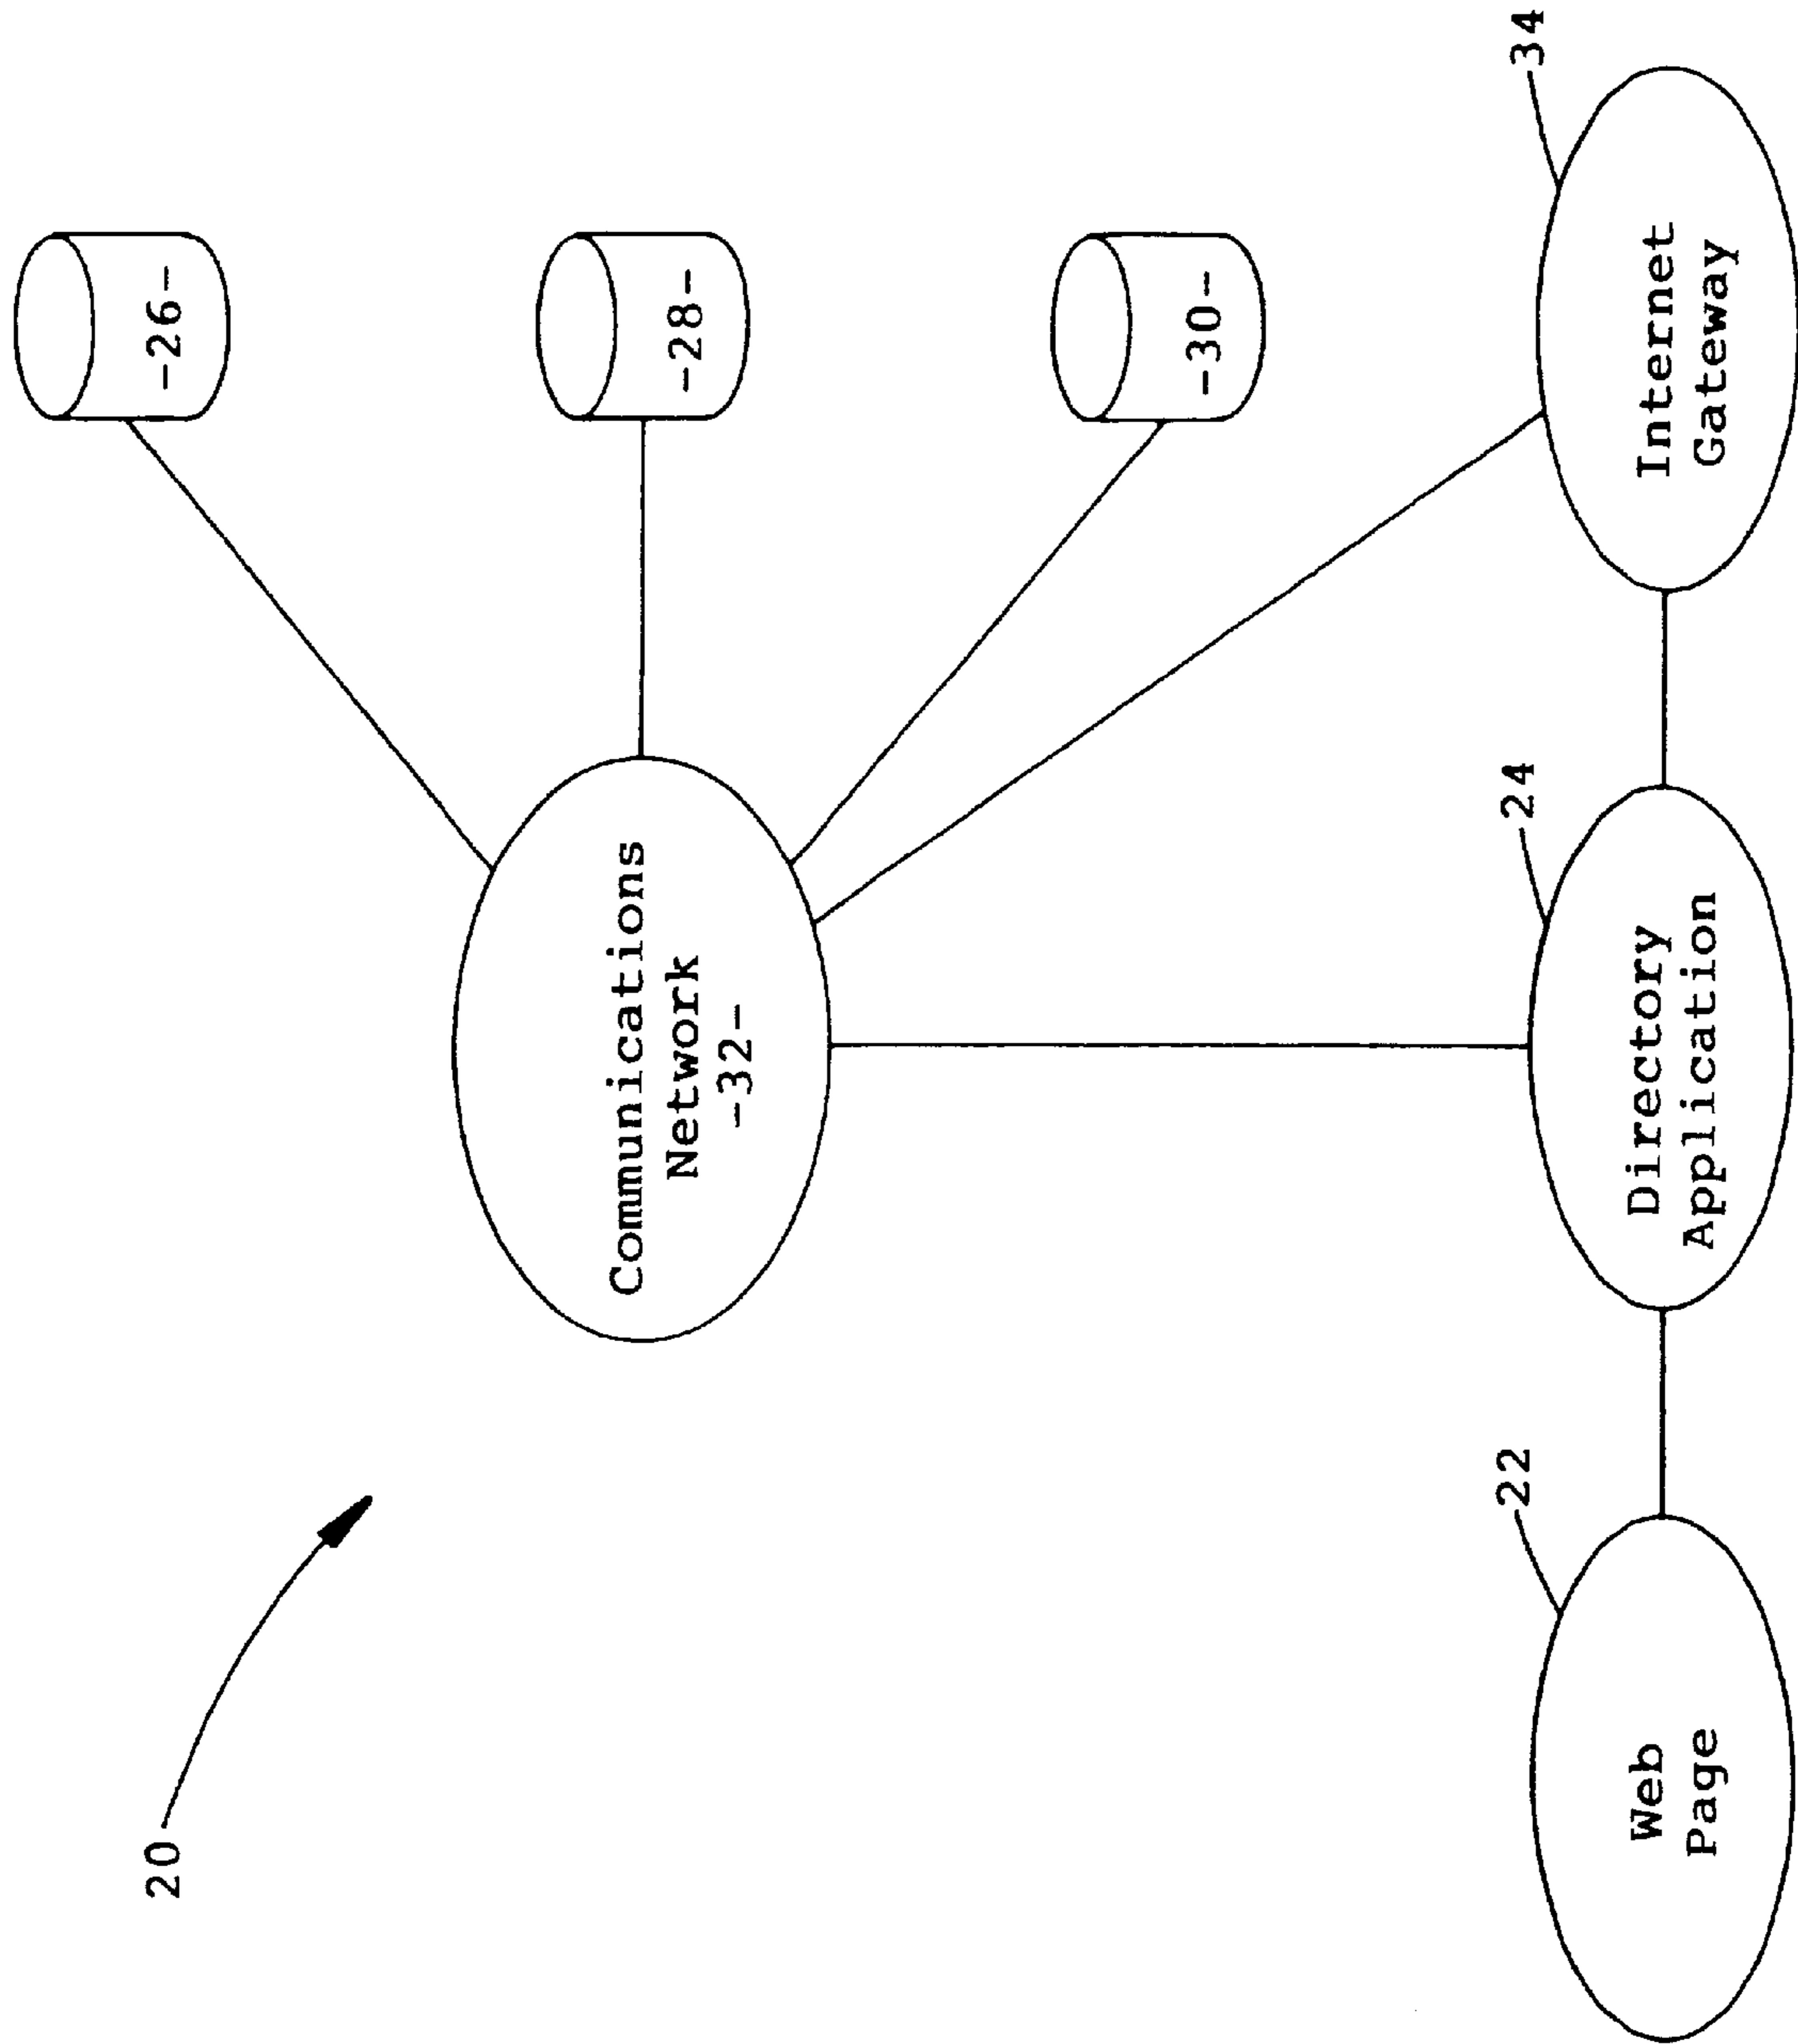 20
-26-
-28-
-30-
Communications
Network
-32-
22
24
34
Web
Page
Directory
Application
Internet
Gateway